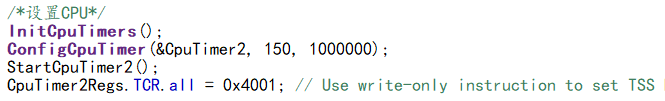 /*设置CPU*/
InitCpuTimers();
ConfigCpuTimer(&CpuTimer2, 150, 1000000);
StartCpuTimer2();
CpuTimer2Regs.TCR.all = 0x4001; // Use write-only instruction to set TSS